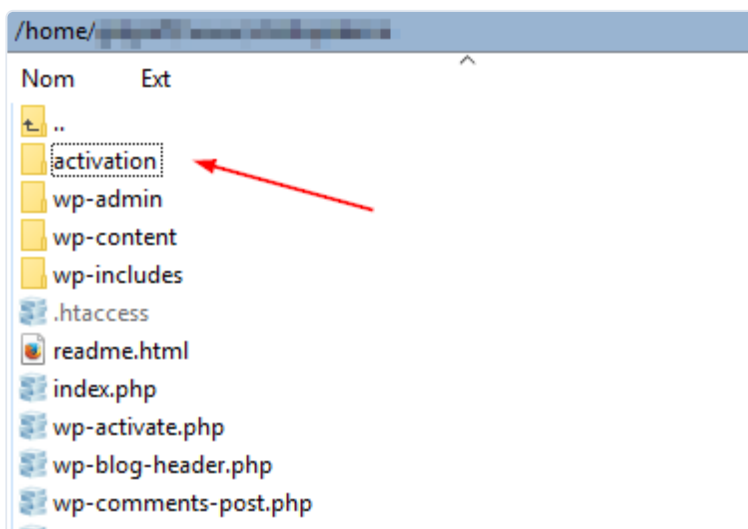 /home/
Nom Ext
..
activation
wp-admin
wp-content
wp-includes
.htaccess
readme.html
index.php
wp-activate.php
wp-blog-header.php
wp-comments-post.php